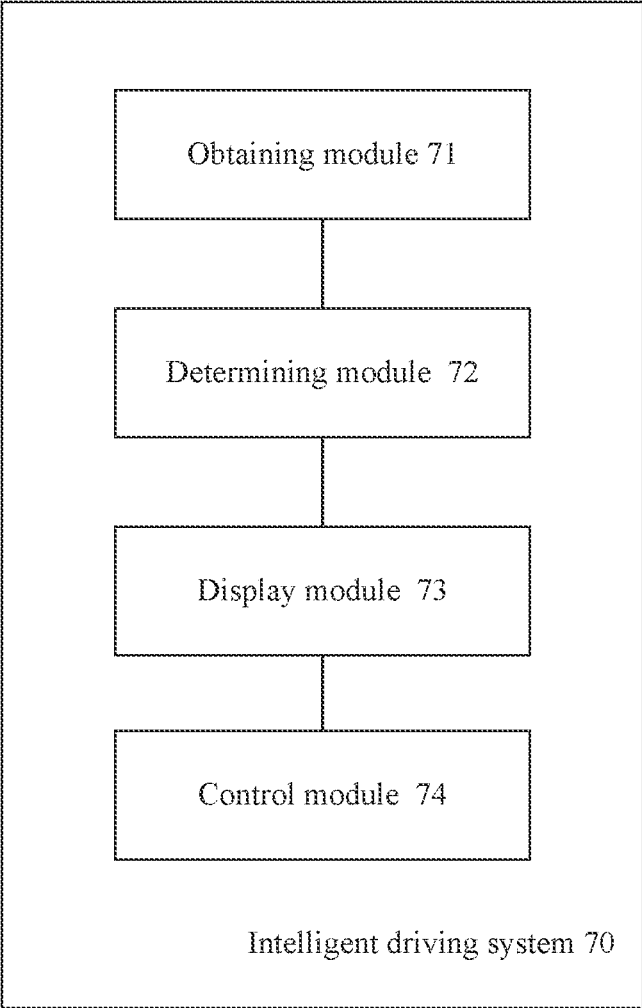 Obtaining module 71
Determining module 72
Display module 73
Control module 74
Intelligent driving system 70